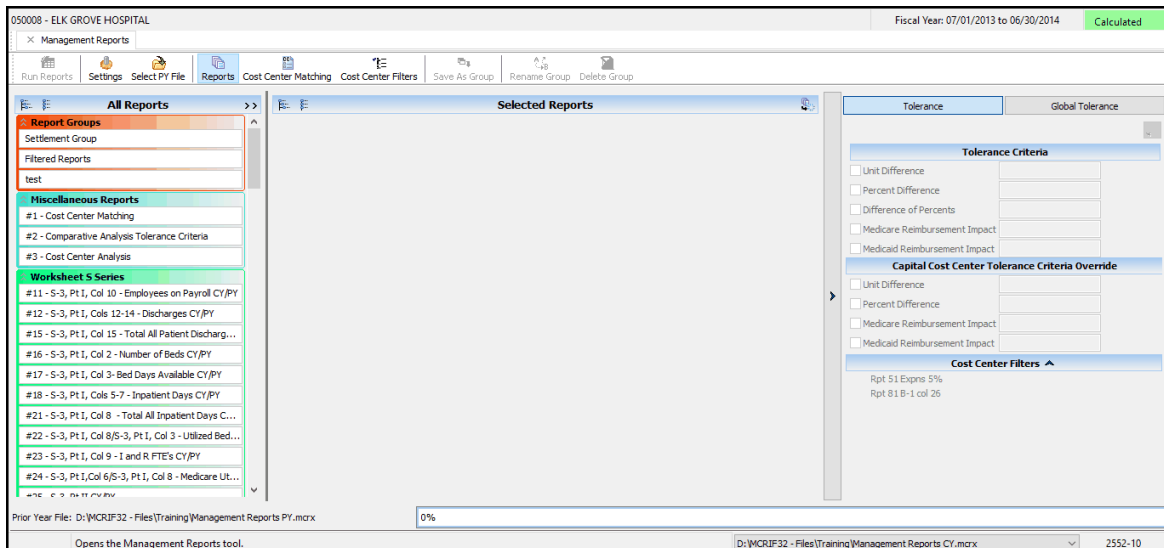 050008 - ELK GROVE HOSPITAL
Fiscal Year: 07/01/2013 to 06/30/2014
Calculated
Management Reports
Run Reports
Settings
Select PY File
Reports
Cost Center Matching
Cost Center Filters
Save As Group
Rename Group
Delete Group
All Reports
>>
Report Groups
Settlement Group
Filtered Reports
test
Miscellaneous Reports
#1 - Cost Center Matching
#2 - Comparative Analysis Tolerance Criteria
#3 - Cost Center Analysis
Worksheet S Series
#11 - S-3, Pt I, Col 10 - Employees on Payroll CY/PY
#12 - S-3, Pt I, Cols 12-14 - Discharges CY/PY
#15 - S-3, Pt I, Col 15 - Total All Patient Discharg...
#16 - S-3, Pt I, Col 2 - Number of Beds CY/PY
#17 - S-3, Pt I, Col 3- Bed Days Available CY/PY
#18 - S-3, Pt I, Cols 5-7 - Inpatient Days CY/PY
#21 - S-3, Pt I, Col 8  - Total All Inpatient Days C...
#22 - S-3, Pt I, Col 8/S-3, Pt I, Col 3 - Utilized Bed...
#23 - S-3, Pt I, Col 9 - I and R FTE's CY/PY
#24 - S-3, Pt I,Col 6/S-3, Pt I, Col 8 - Medicare Ut...
#25 - S-3, Pt II CY/PY
Selected Reports
Tolerance
Global Tolerance
..
Tolerance Criteria
Unit Difference
Percent Difference
Difference of Percents
Medicare Reimbursement Impact
Medicaid Reimbursement Impact
Capital Cost Center Tolerance Criteria Override
Unit Difference
Percent Difference
Medicare Reimbursement Impact
Medicaid Reimbursement Impact
Cost Center Filters
Rpt 51 Expns 5%
Rpt 81 B-1 col 26
Prior Year File: D:\MCRIF32 - Files\Training\Management Reports PY.mcrx
0%
Opens the Management Reports tool.
D:\MCRIF32 - Files\Training\Management Reports CY.mcrx
2552-10